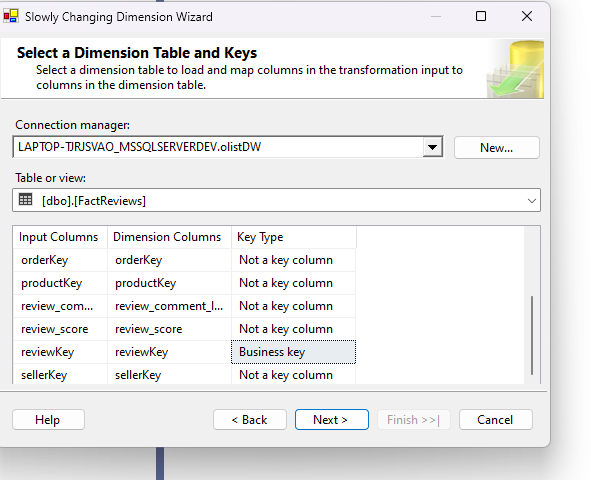 Slowly Changing Dimension Wizard
Select a Dimension Table and Keys
Select a dimension table to load and map columns in the transformation input to
columns in the dimension table.
Connection manager:
LAPTOP-TJRJSVAO_MSSQLSERVERDEV.olistDW
New...
Table or view:
[dbo].[FactReviews]
Input Columns Dimension Columns Key Type
orderKey orderKey Not a key column
productKey productKey Not a key column
review_com... review_comment_l... Not a key column
review_score review_score Not a key column
reviewKey reviewKey Business key
sellerKey sellerKey Not a key column
Help < Back Next > Finish >>| Cancel